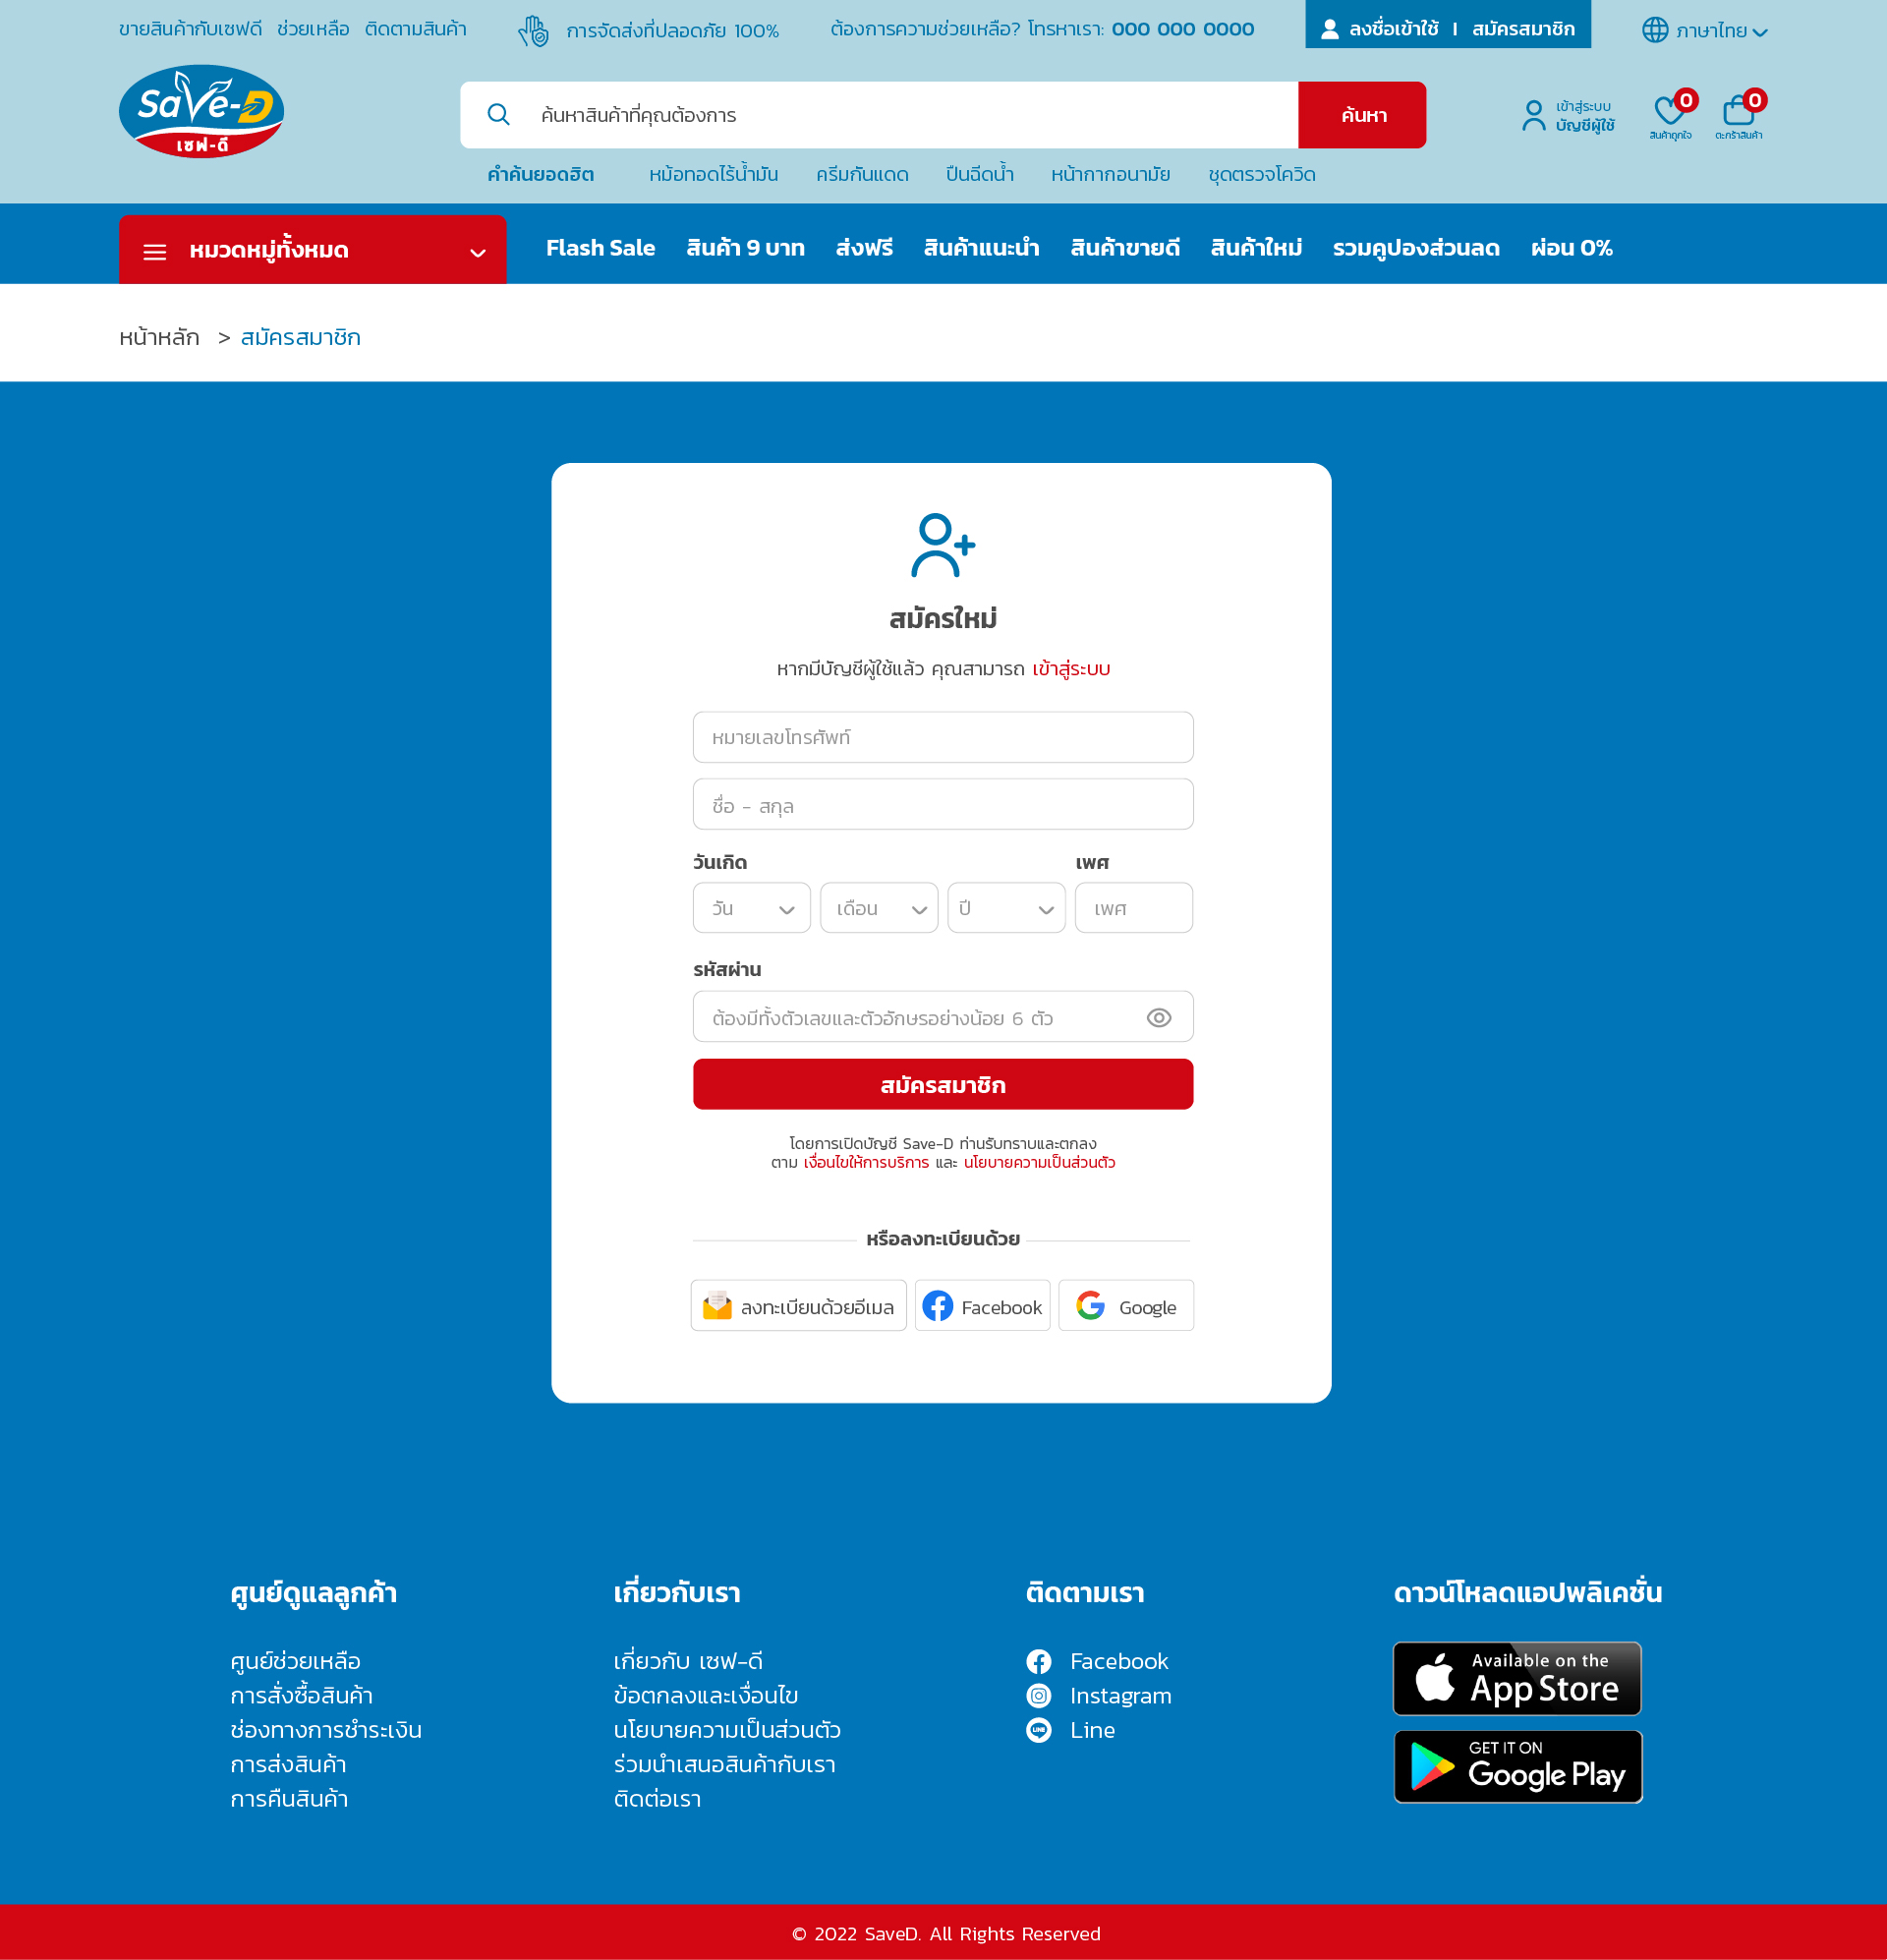 ขายสินค้ากับเซฟดี ช่วยเหลือ ติดตามสินค้า การจัดส่งที่ปลอดภัย 100% ต้องการความช่วยเหลือ? โทรหาเรา: 000 000 0000 ลงชื่อเข้าใช้ | สมัครสมาชิก ภาษาไทย
Save-D
เซฟ-ดี
ค้นหาสินค้าที่คุณต้องการ ค้นหา
เข้าสู่ระบบ
บัญชีผู้ใช้
0 0
สินค้าถูกใจ ตะกร้าสินค้า
คำค้นยอดฮิต หม้อทอดไร้น้ำมัน ครีมกันแดด ปืนฉีดน้ำ หน้ากากอนามัย ชุดตรวจโควิด
หมวดหมู่ทั้งหมด Flash Sale สินค้า 9 บาท ส่งฟรี สินค้าแนะนำ สินค้าขายดี สินค้าใหม่ รวมคูปองส่วนลด ผ่อน 0%
หน้าหลัก > สมัครสมาชิก
สมัครใหม่
หากมีบัญชีผู้ใช้แล้ว คุณสามารถ เข้าสู่ระบบ
หมายเลขโทรศัพท์
ชื่อ - สกุล
วันเกิด เพศ
วัน เดือน ปี เพศ
รหัสผ่าน
ต้องมีทั้งตัวเลขและตัวอักษรอย่างน้อย 6 ตัว
สมัครสมาชิก
โดยการเปิดบัญชี Save-D ท่านรับทราบและตกลง
ตาม เงื่อนไขให้การบริการ และ นโยบายความเป็นส่วนตัว
หรือลงทะเบียนด้วย
ลงทะเบียนด้วยอีเมล Facebook Google
ศูนย์ดูแลลูกค้า
ศูนย์ช่วยเหลือ
การสั่งซื้อสินค้า
ช่องทางการชำระเงิน
การส่งสินค้า
การคืนสินค้า
เกี่ยวกับเรา
เกี่ยวกับ เซฟ-ดี
ข้อตกลงและเงื่อนไข
นโยบายความเป็นส่วนตัว
ร่วมนำเสนอสินค้ากับเรา
ติดต่อเรา
ติดตามเรา
Facebook
Instagram
LINE Line
ดาวน์โหลดแอปพลิเคชั่น
Available on the
App Store
GET IT ON
Google Play
© 2022 SaveD. All Rights Reserved